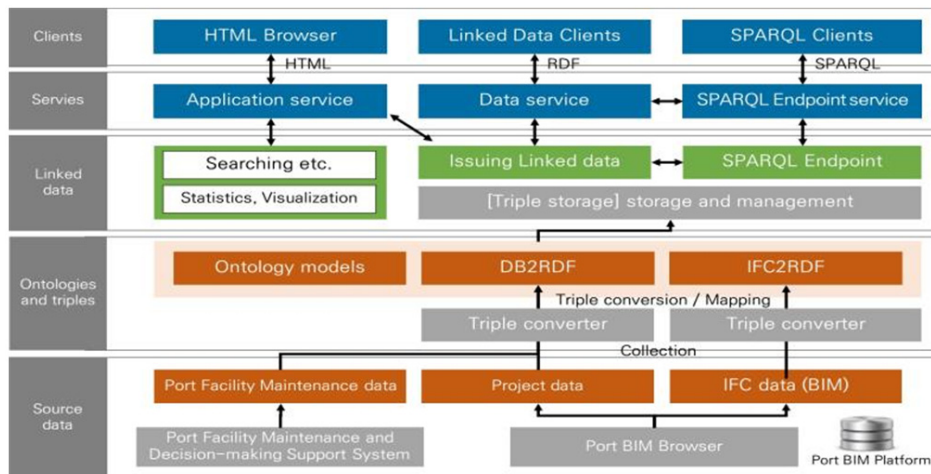 Clients
HTML Browser
Linked Data Clients
SPARQL Clients
HTML
RDF
SPARQL
Servies
Application service
Data service
SPARQL Endpoint service
Linked
data
Searching etc.
Statistics, Visualization
Issuing Linked data
SPARQL Endpoint
[Triple storage] storage and management
Ontologies
and triples
Ontology models
DB2RDF
IFC2RDF
Triple conversion / Mapping
Triple converter
Triple converter
Collection
Source
data
Port Facility Maintenance data
Project data
IFC data (BIM)
Port Facility Maintenance and
Decision-making Support System
Port BIM Browser
Port BIM Platform